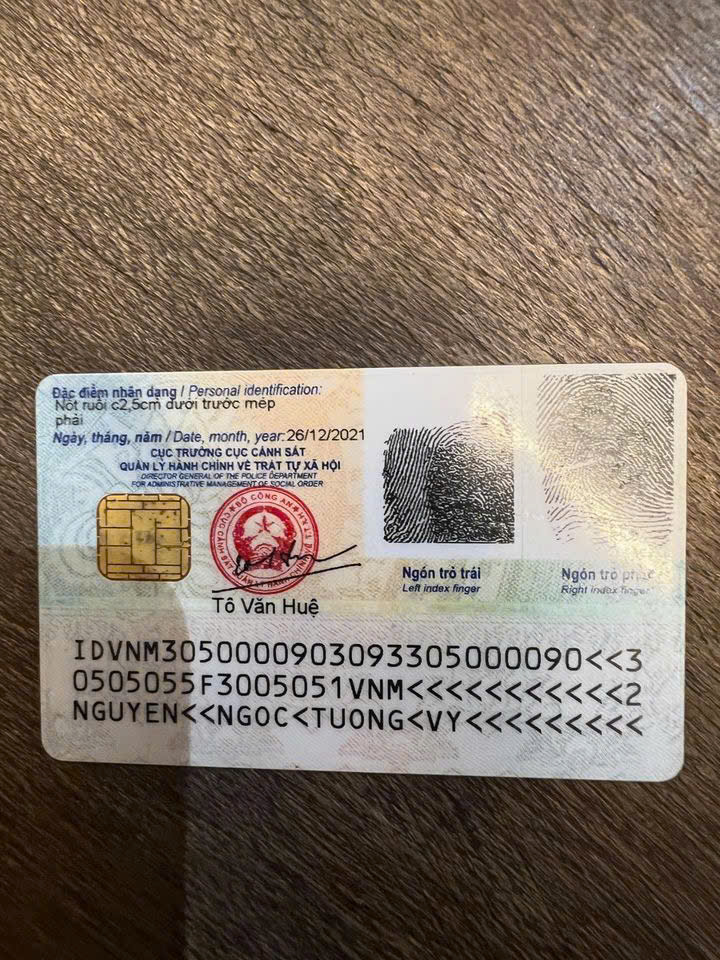 Đặc điểm nhân dạng / Personal identification:
Nốt ruồi c2,5cm dưới trước mép
phải
Ngày, tháng, năm / Date, month, year: 26/12/2021
CỤC TRƯỞNG CỤC CẢNH SÁT
QUẢN LÝ HÀNH CHÍNH VỀ TRẬT TỰ XÃ HỘI
DIRECTOR GENERAL OF THE POLICE DEPARTMENT
FOR ADMINISTRATIVE MANAGEMENT OF SOCIAL ORDER
BỘ CÔNG AN
Tô Văn Huệ
Ngón trỏ trái
Left index finger
Ngón trỏ phải
Right index finger
IDVNM3050000903093305000090<<3
0505055F3005051VNM<<<<<<<<<<<2
NGUYEN<<NGOC<TUONG<VY<<<<<<<<<